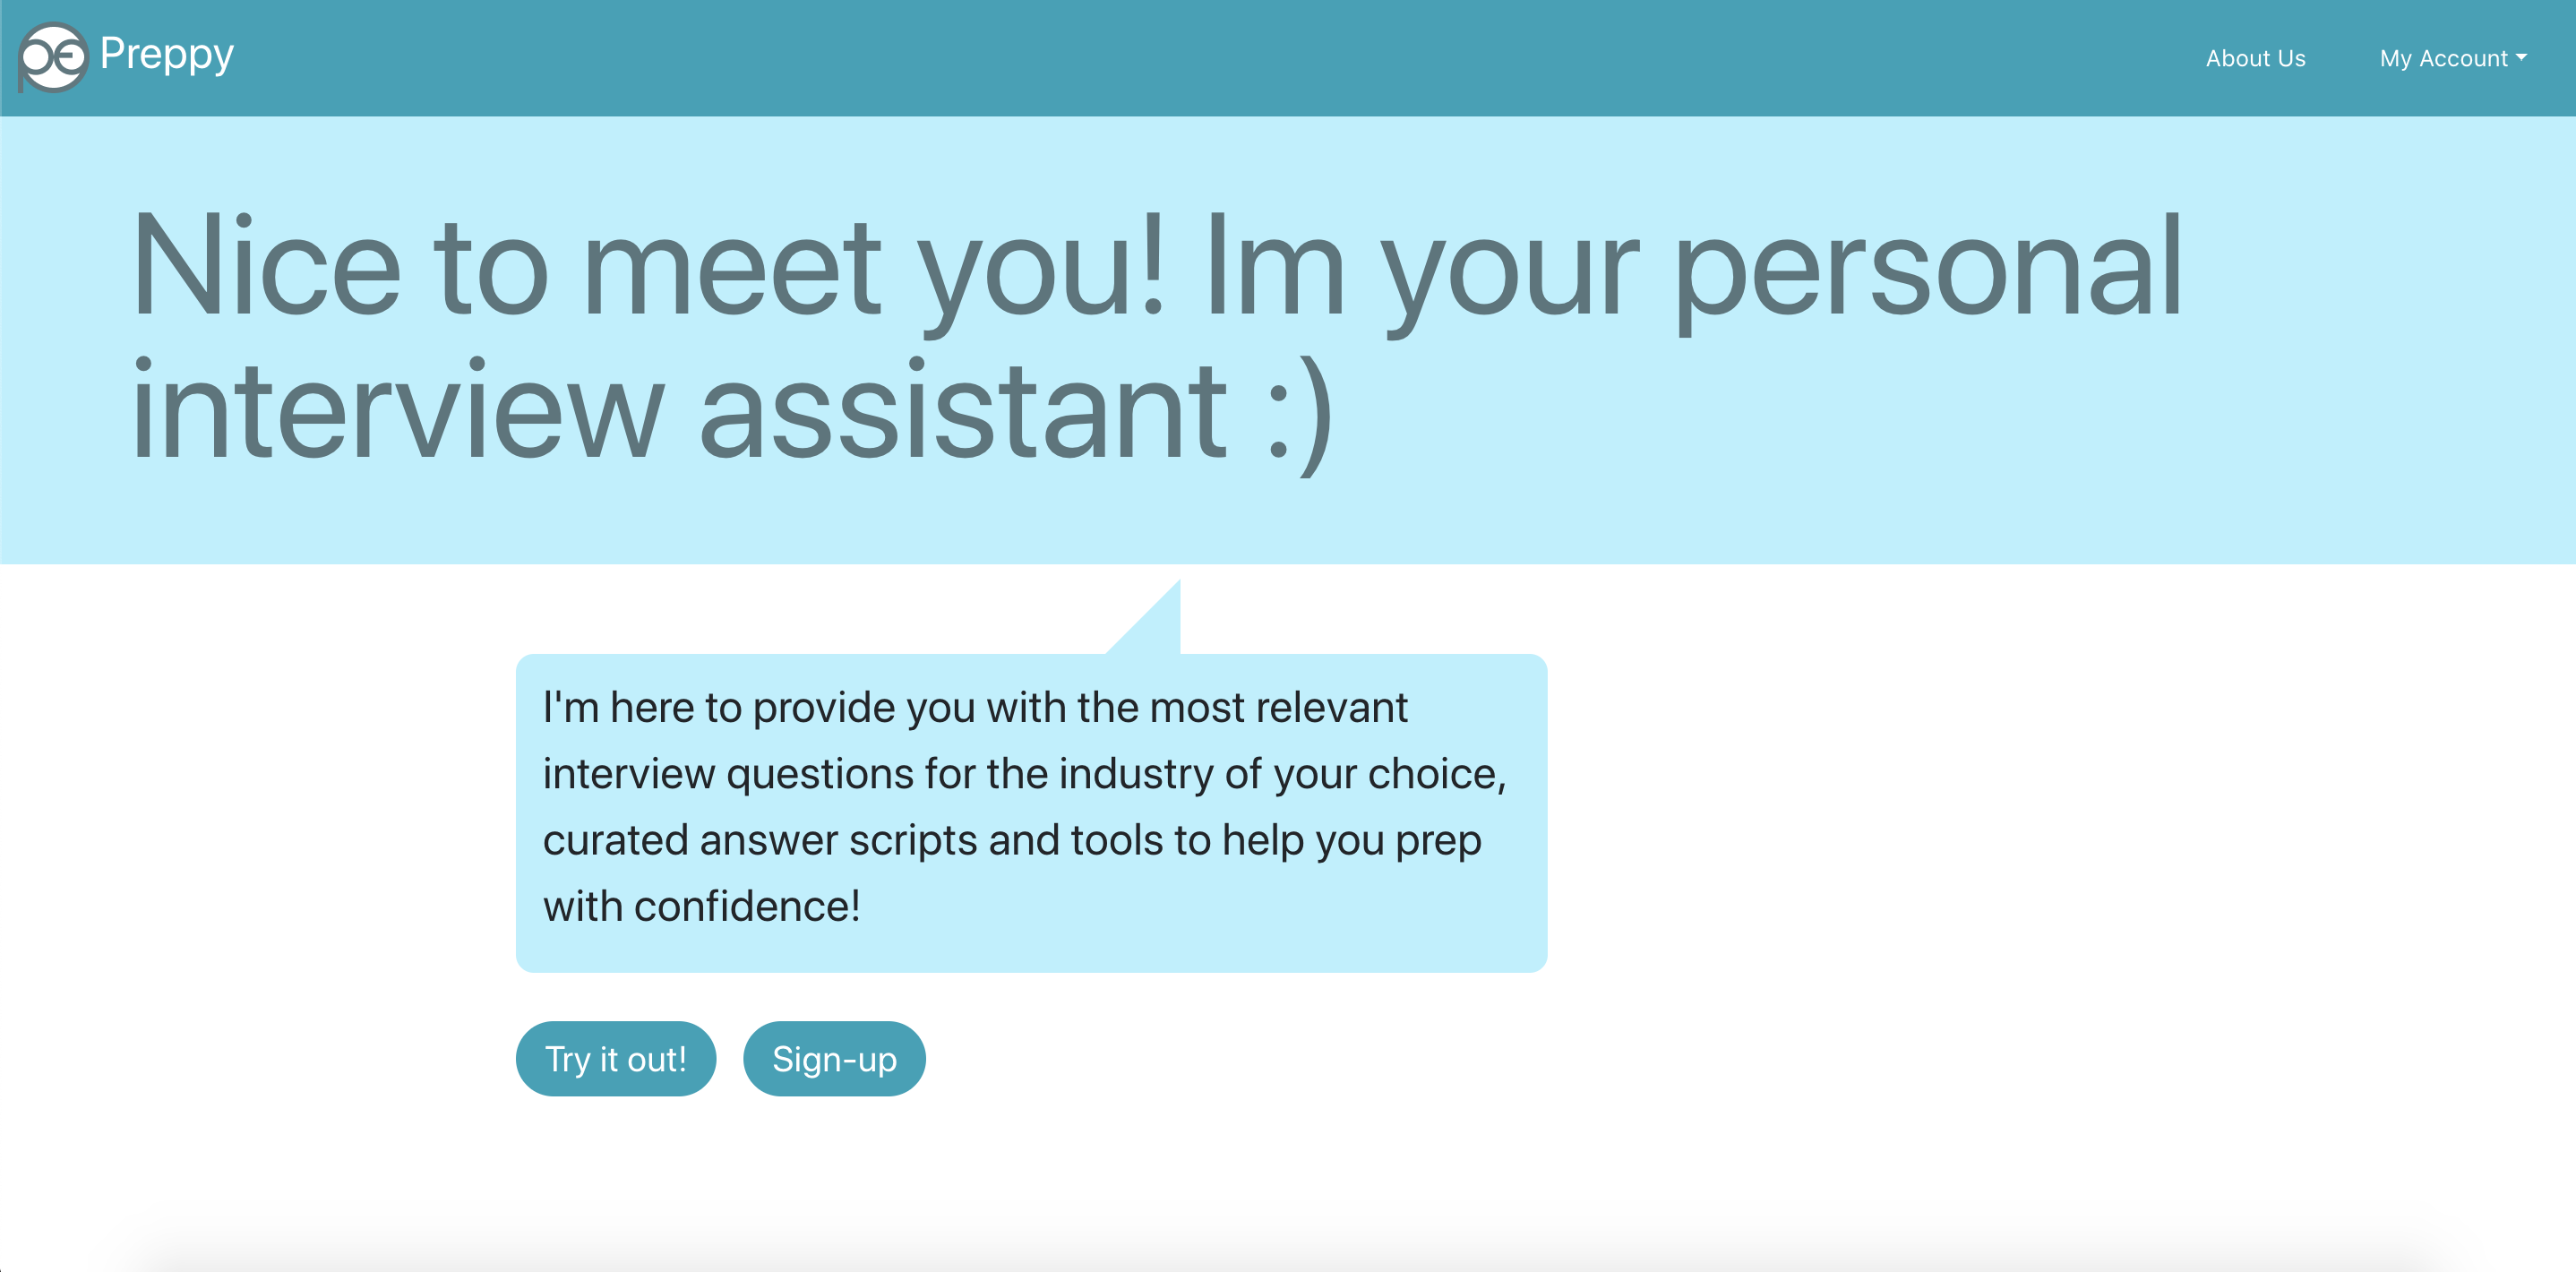 Preppy
About Us
My Account
Nice to meet you! Im your personal
interview assistant :)
I'm here to provide you with the most relevant
interview questions for the industry of your choice,
curated answer scripts and tools to help you prep
with confidence!
Try it out!
Sign-up